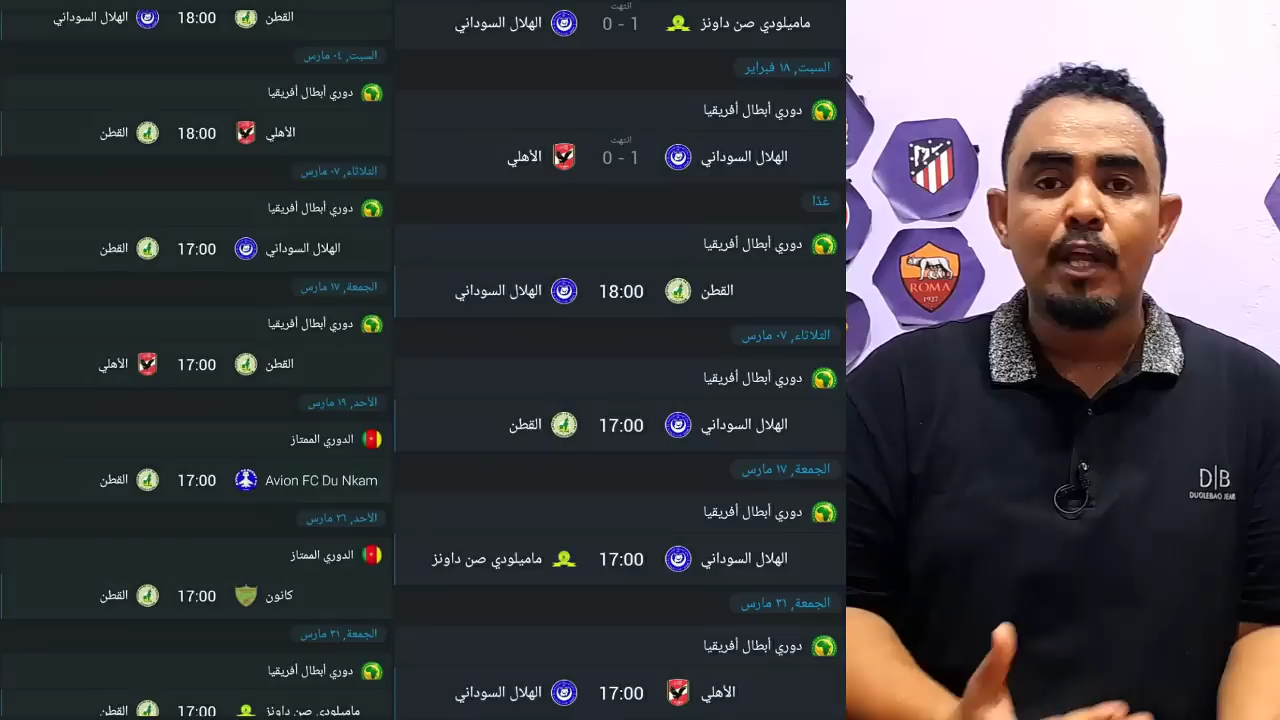 انتهت
ماميلودي صن داونز 0 - 1 الهلال السوداني
السبت, ١٨ فبراير
دوري أبطال أفريقيا
انتهت
الهلال السوداني 0 - 1 الأهلي
غدًا
دوري أبطال أفريقيا
القطن 18:00 الهلال السوداني
الثلاثاء, ٠٧ مارس
دوري أبطال أفريقيا
الهلال السوداني 17:00 القطن
الجمعة, ١٧ مارس
دوري أبطال أفريقيا
الهلال السوداني 17:00 ماميلودي صن داونز
الجمعة, ٣١ مارس
دوري أبطال أفريقيا
الأهلي 17:00 الهلال السوداني
القطن 18:00 الهلال السوداني
السبت, ٠٤ مارس
دوري أبطال أفريقيا
الأهلي 18:00 القطن
الثلاثاء, ٠٧ مارس
دوري أبطال أفريقيا
الهلال السوداني 17:00 القطن
الجمعة, ١٧ مارس
دوري أبطال أفريقيا
القطن 17:00 الأهلي
الأحد, ١٩ مارس
الدوري الممتاز
Avion FC Du Nkam 17:00 القطن
الأحد, ٢٦ مارس
الدوري الممتاز
كانون 17:00 القطن
الجمعة, ٣١ مارس
دوري أبطال أفريقيا
ماميلودي صن داونز 17:00 القطن
ROMA
1927
D|B
DUOLEBAO JEANS